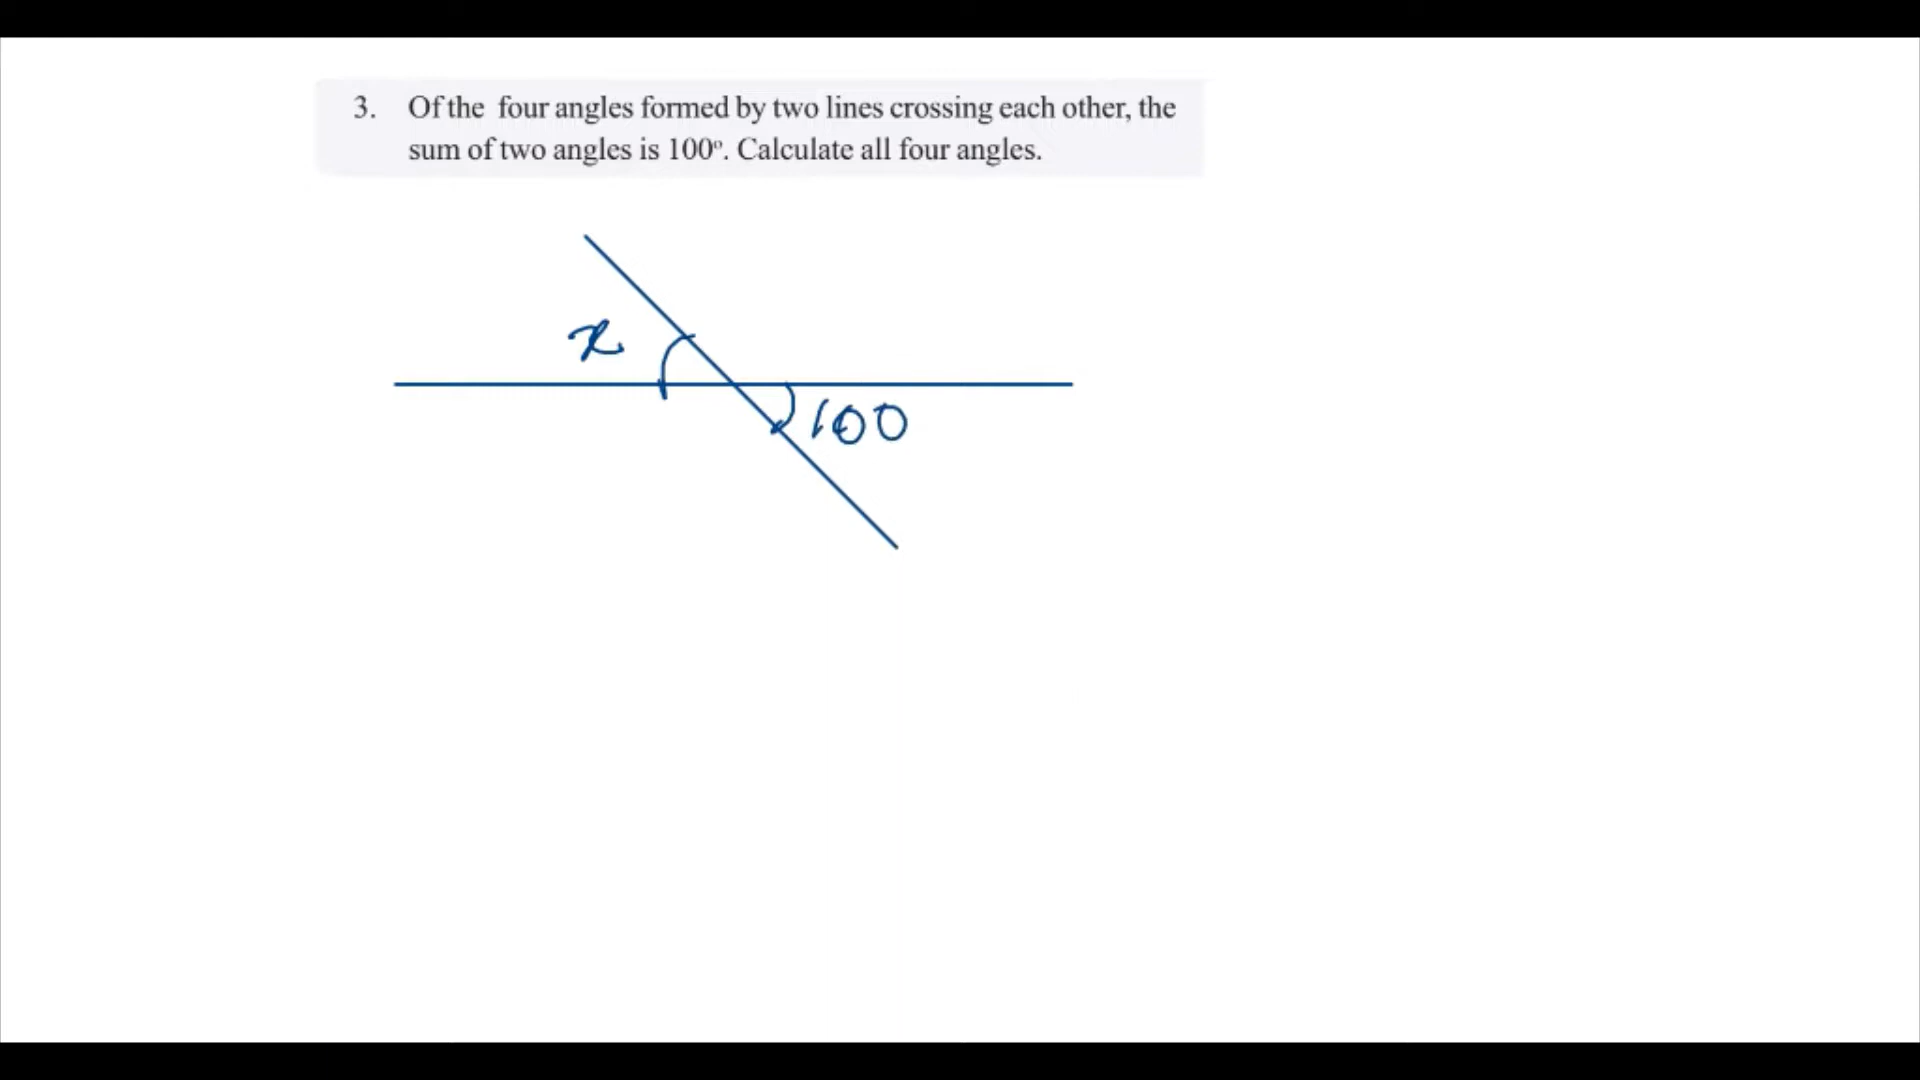 3. Of the four angles formed by two lines crossing each other, the
sum of two angles is 100°. Calculate all four angles.
x
100